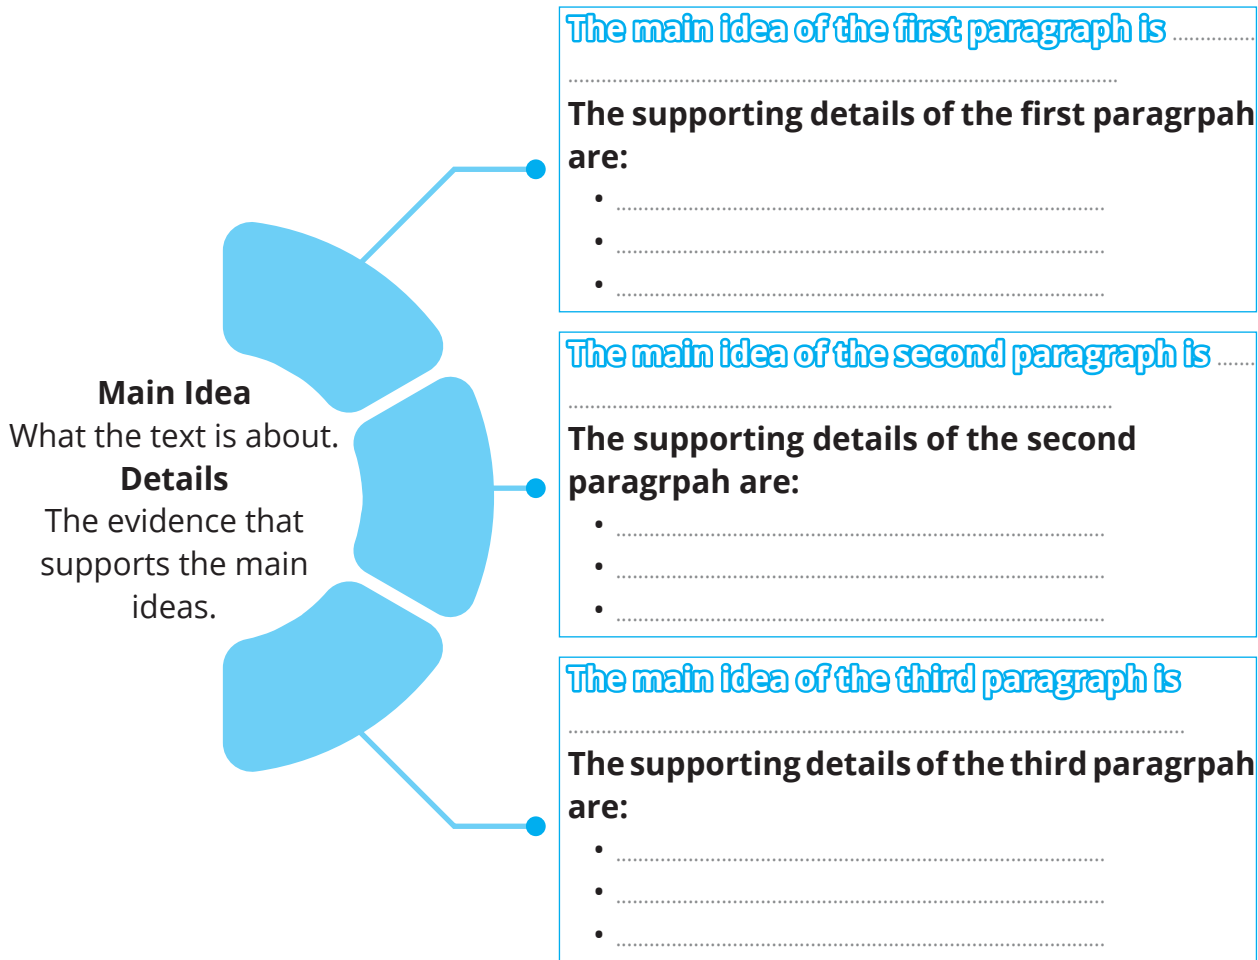 Main Idea
What the text is about.
Details
The evidence that
supports the main
ideas.
The main idea of the first paragraph is ..............
..............................................................................................
The supporting details of the first paragrpah
are:
• ...................................................................................
• ...................................................................................
• ...................................................................................
The main idea of the second paragraph is ......
.............................................................................................
The supporting details of the second
paragrpah are:
• ...................................................................................
• ...................................................................................
• ...................................................................................
The main idea of the third paragraph is
.........................................................................................................
The supporting details of the third paragrpah
are:
• ...................................................................................
• ...................................................................................
• ...................................................................................